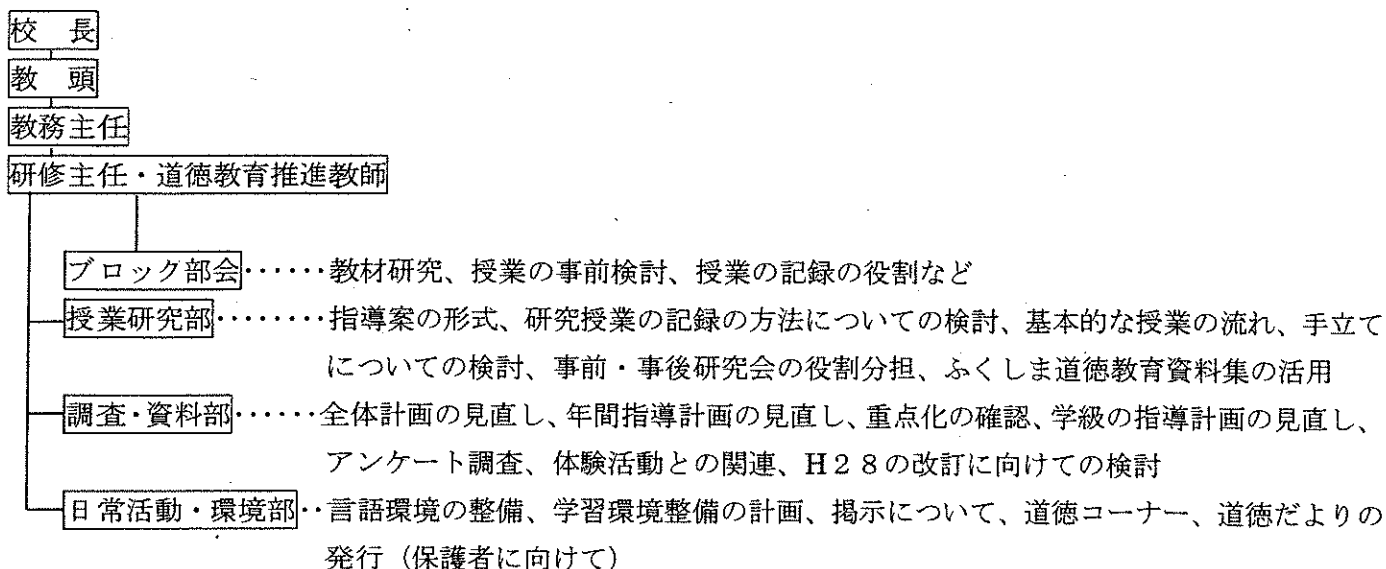 校　長
教　頭
教務主任
研修主任・道徳教育推進教師
ブロック部会‥‥‥教材研究、授業の事前検討、授業の記録の役割など
授業研究部‥‥‥‥指導案の形式、研究授業の記録の方法についての検討、基本的な授業の流れ、手立て
についての検討、事前・事後研究会の役割分担、ふくしま道徳教育資料集の活用
調査・資料部‥‥‥全体計画の見直し、年間指導計画の見直し、重点化の確認、学級の指導計画の見直し、
アンケート調査、体験活動との関連、H２８の改訂に向けての検討
日常活動・環境部‥言語環境の整備、学習環境整備の計画、掲示について、道徳コーナー、道徳だよりの
発行（保護者に向けて）